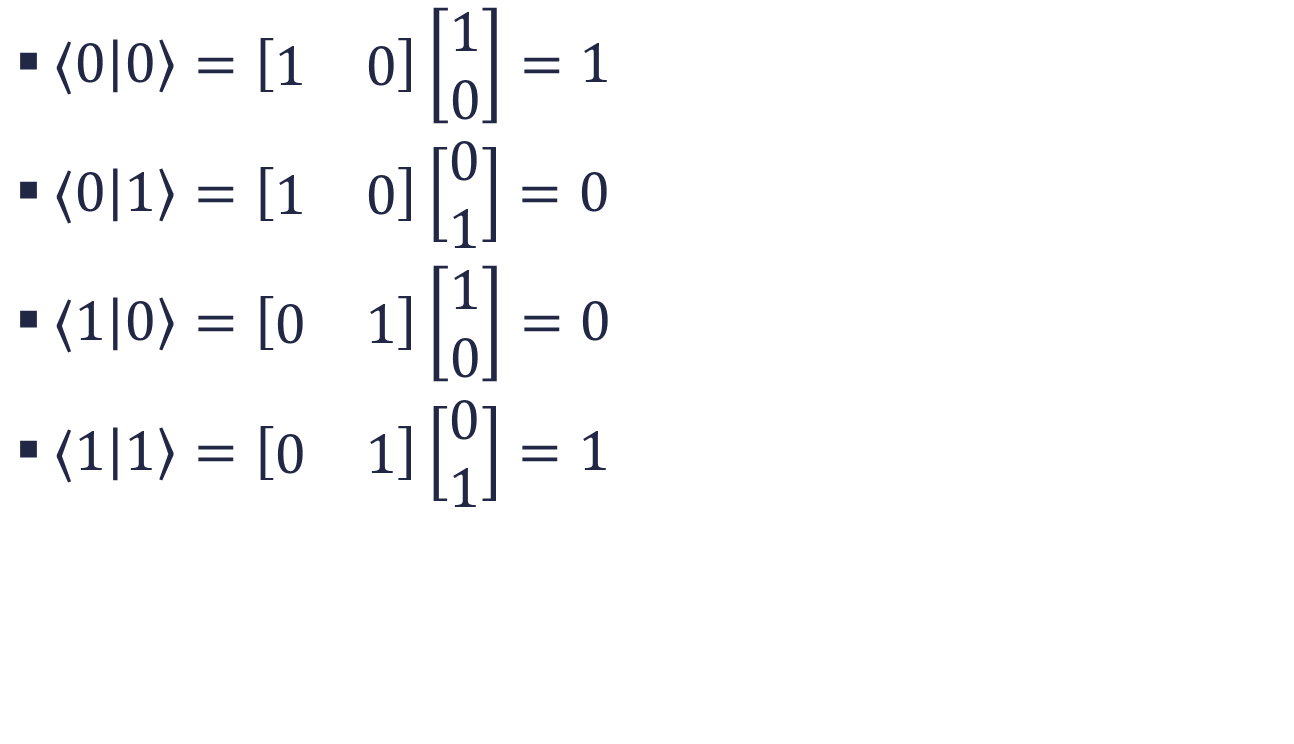 ▪ ⟨0|0⟩ = [1 0] [1 0] = 1
▪ ⟨0|1⟩ = [1 0] [0 1] = 0
▪ ⟨1|0⟩ = [0 1] [1 0] = 0
▪ ⟨1|1⟩ = [0 1] [0 1] = 1